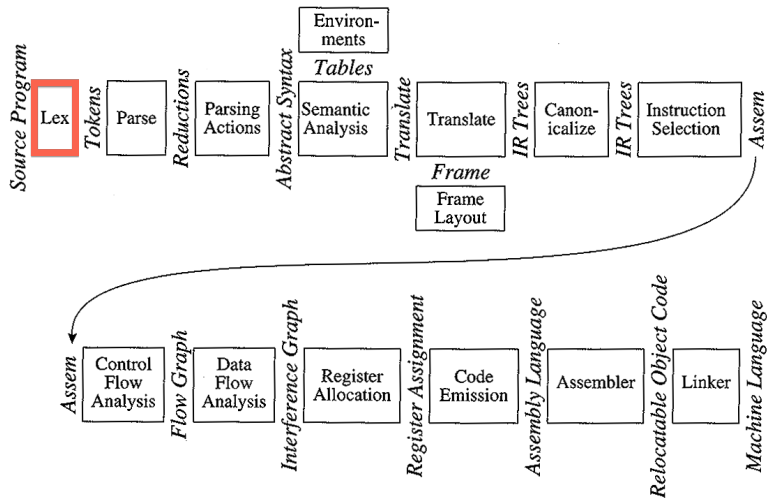 Environ-
ments
Tables
Source Program
Lex
Tokens
Parse
Reductions
Parsing
Actions
Abstract Syntax
Semantic
Analysis
Translate
Translate
IR Trees
Canon-
icalize
IR Trees
Instruction
Selection
Assem
Frame
Frame
Layout
Assem
Control
Flow
Analysis
Flow Graph
Data
Flow
Analysis
Interference Graph
Register
Allocation
Register Assignment
Code
Emission
Assembly Language
Assembler
Relocatable Object Code
Linker
Machine Language